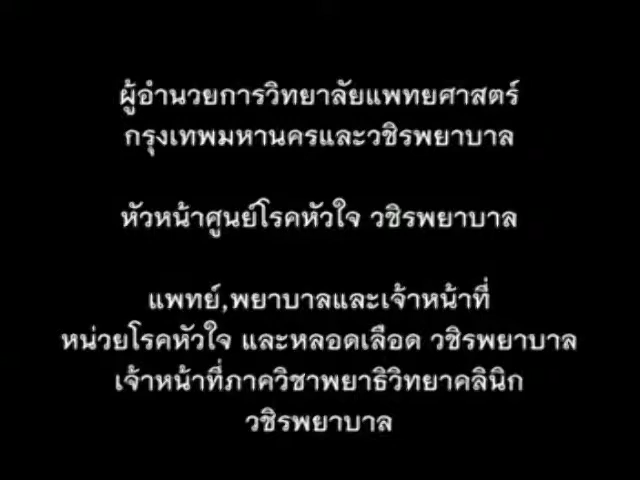 ผู้อำนวยการวิทยาลัยแพทยศาสตร์
กรุงเทพมหานครและวชิรพยาบาล
หัวหน้าศูนย์โรคหัวใจ วชิรพยาบาล
แพทย์,พยาบาลและเจ้าหน้าที่
หน่วยโรคหัวใจ และหลอดเลือด วชิรพยาบาล
เจ้าหน้าที่ภาควิชาพยาธิวิทยาคลินิก
วชิรพยาบาล